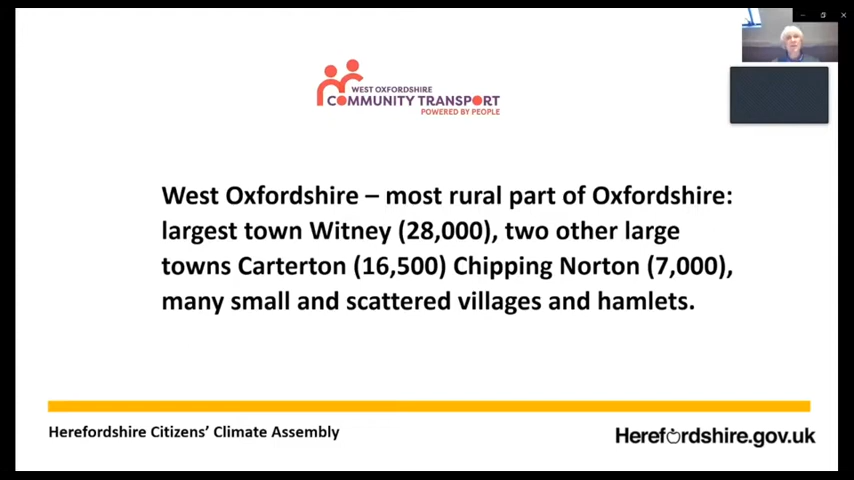 WEST OXFORDSHIRE
COMMUNITY TRANSPORT
POWERED BY PEOPLE
West Oxfordshire – most rural part of Oxfordshire:
largest town Witney (28,000), two other large
towns Carterton (16,500) Chipping Norton (7,000),
many small and scattered villages and hamlets.
Herefordshire Citizens’ Climate Assembly
Herefordshire.gov.uk